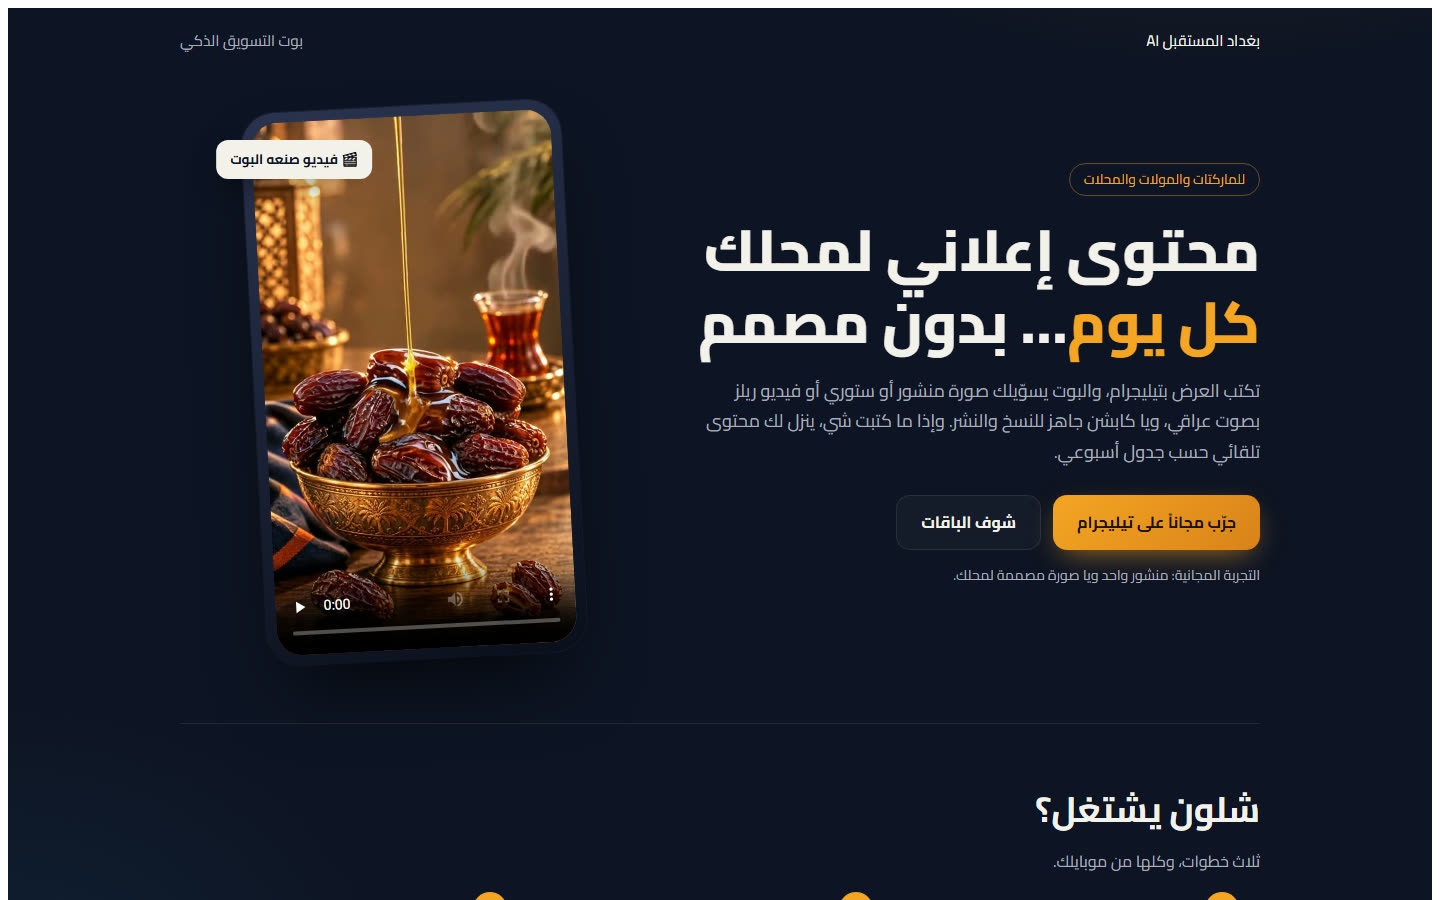 بغداد المستقبل AI
بوت التسويق الذكي
للماركتات والمولات والمحلات
محتوى إعلاني لمحلك
كل يوم... بدون مصمم
تكتب العرض بتيليجرام، والبوت يسوّيلك صورة منشور أو ستوري أو فيديو ريلز
بصوت عراقي، ويا كابشن جاهز للنسخ والنشر. وإذا ما كتبت شي، ينزل لك محتوى
تلقائي حسب جدول أسبوعي.
جرّب مجاناً على تيليجرام
شوف الباقات
التجربة المجانية: منشور واحد ويا صورة مصممة لمحلك.
🎬 فيديو صنعه البوت
0:00
شلون يشتغل؟
ثلاث خطوات، وكلها من موبايلك.